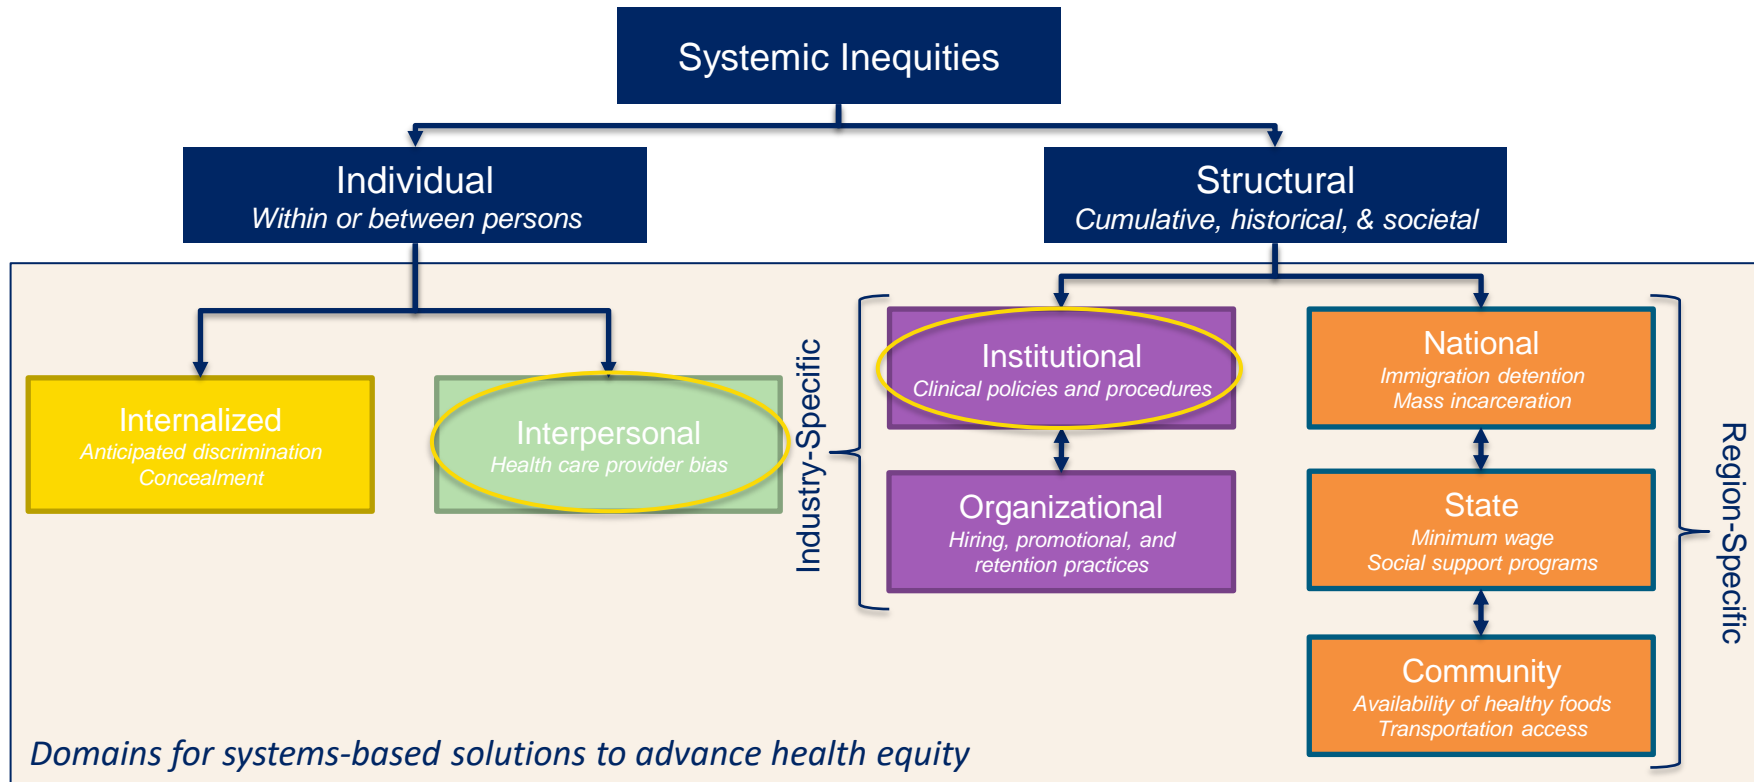 Systemic Inequities
Individual
Within or between persons
Structural
Cumulative, historical, & societal
Internalized
Anticipated discrimination
Concealment
Interpersonal
Health care provider bias
Industry-Specific
Institutional
Clinical policies and procedures
Organizational
Hiring, promotional, and
retention practices
National
Immigration detention
Mass incarceration
State
Minimum wage
Social support programs
Community
Availability of healthy foods
Transportation access
Region-Specific
Domains for systems-based solutions to advance health equity